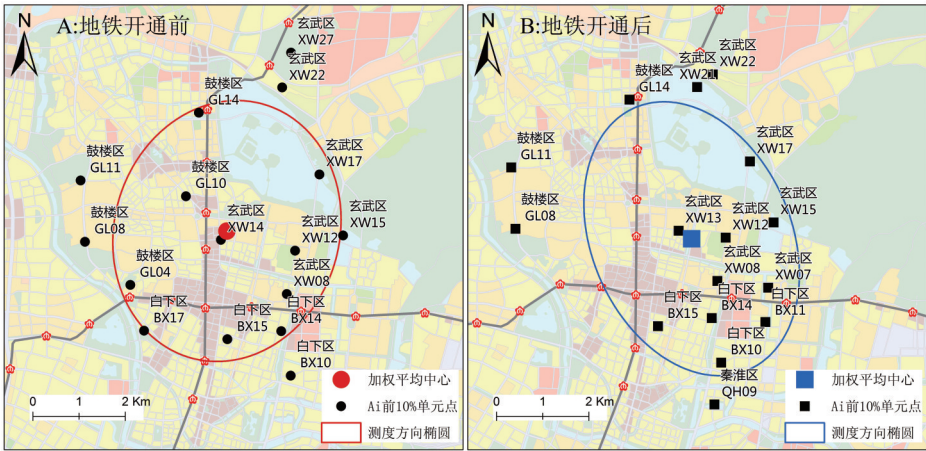 A:地铁开通前
N
玄武区
XW27
玄武区
XW22
鼓楼区
GL14
玄武区
XW17
鼓楼区
GL11
鼓楼区
GL10
鼓楼区
GL08
玄武区
XW14
玄武区
XW12
XW15
鼓楼区
GL04
玄武区
XW08
白下区
BX17
白下区
BX15
白下区
BX14
白下区
BX10
0 1 2 Km
加权平均中心
Ai前10%单元点
测度方向椭圆
B:地铁开通后
N
玄武区
XW22
玄武区
XW21
鼓楼区
GL14
玄武区
XW17
鼓楼区
GL11
鼓楼区
GL08
玄武区
XW13
玄武区
XW12
玄武区
XW15
玄武区
XW08
玄武区
XW07
白下区
BX15
白下区
BX14
白下区
BX11
白下区
BX10
秦淮区
QH09
0 1 2 Km
加权平均中心
Ai前10%单元点
测度方向椭圆